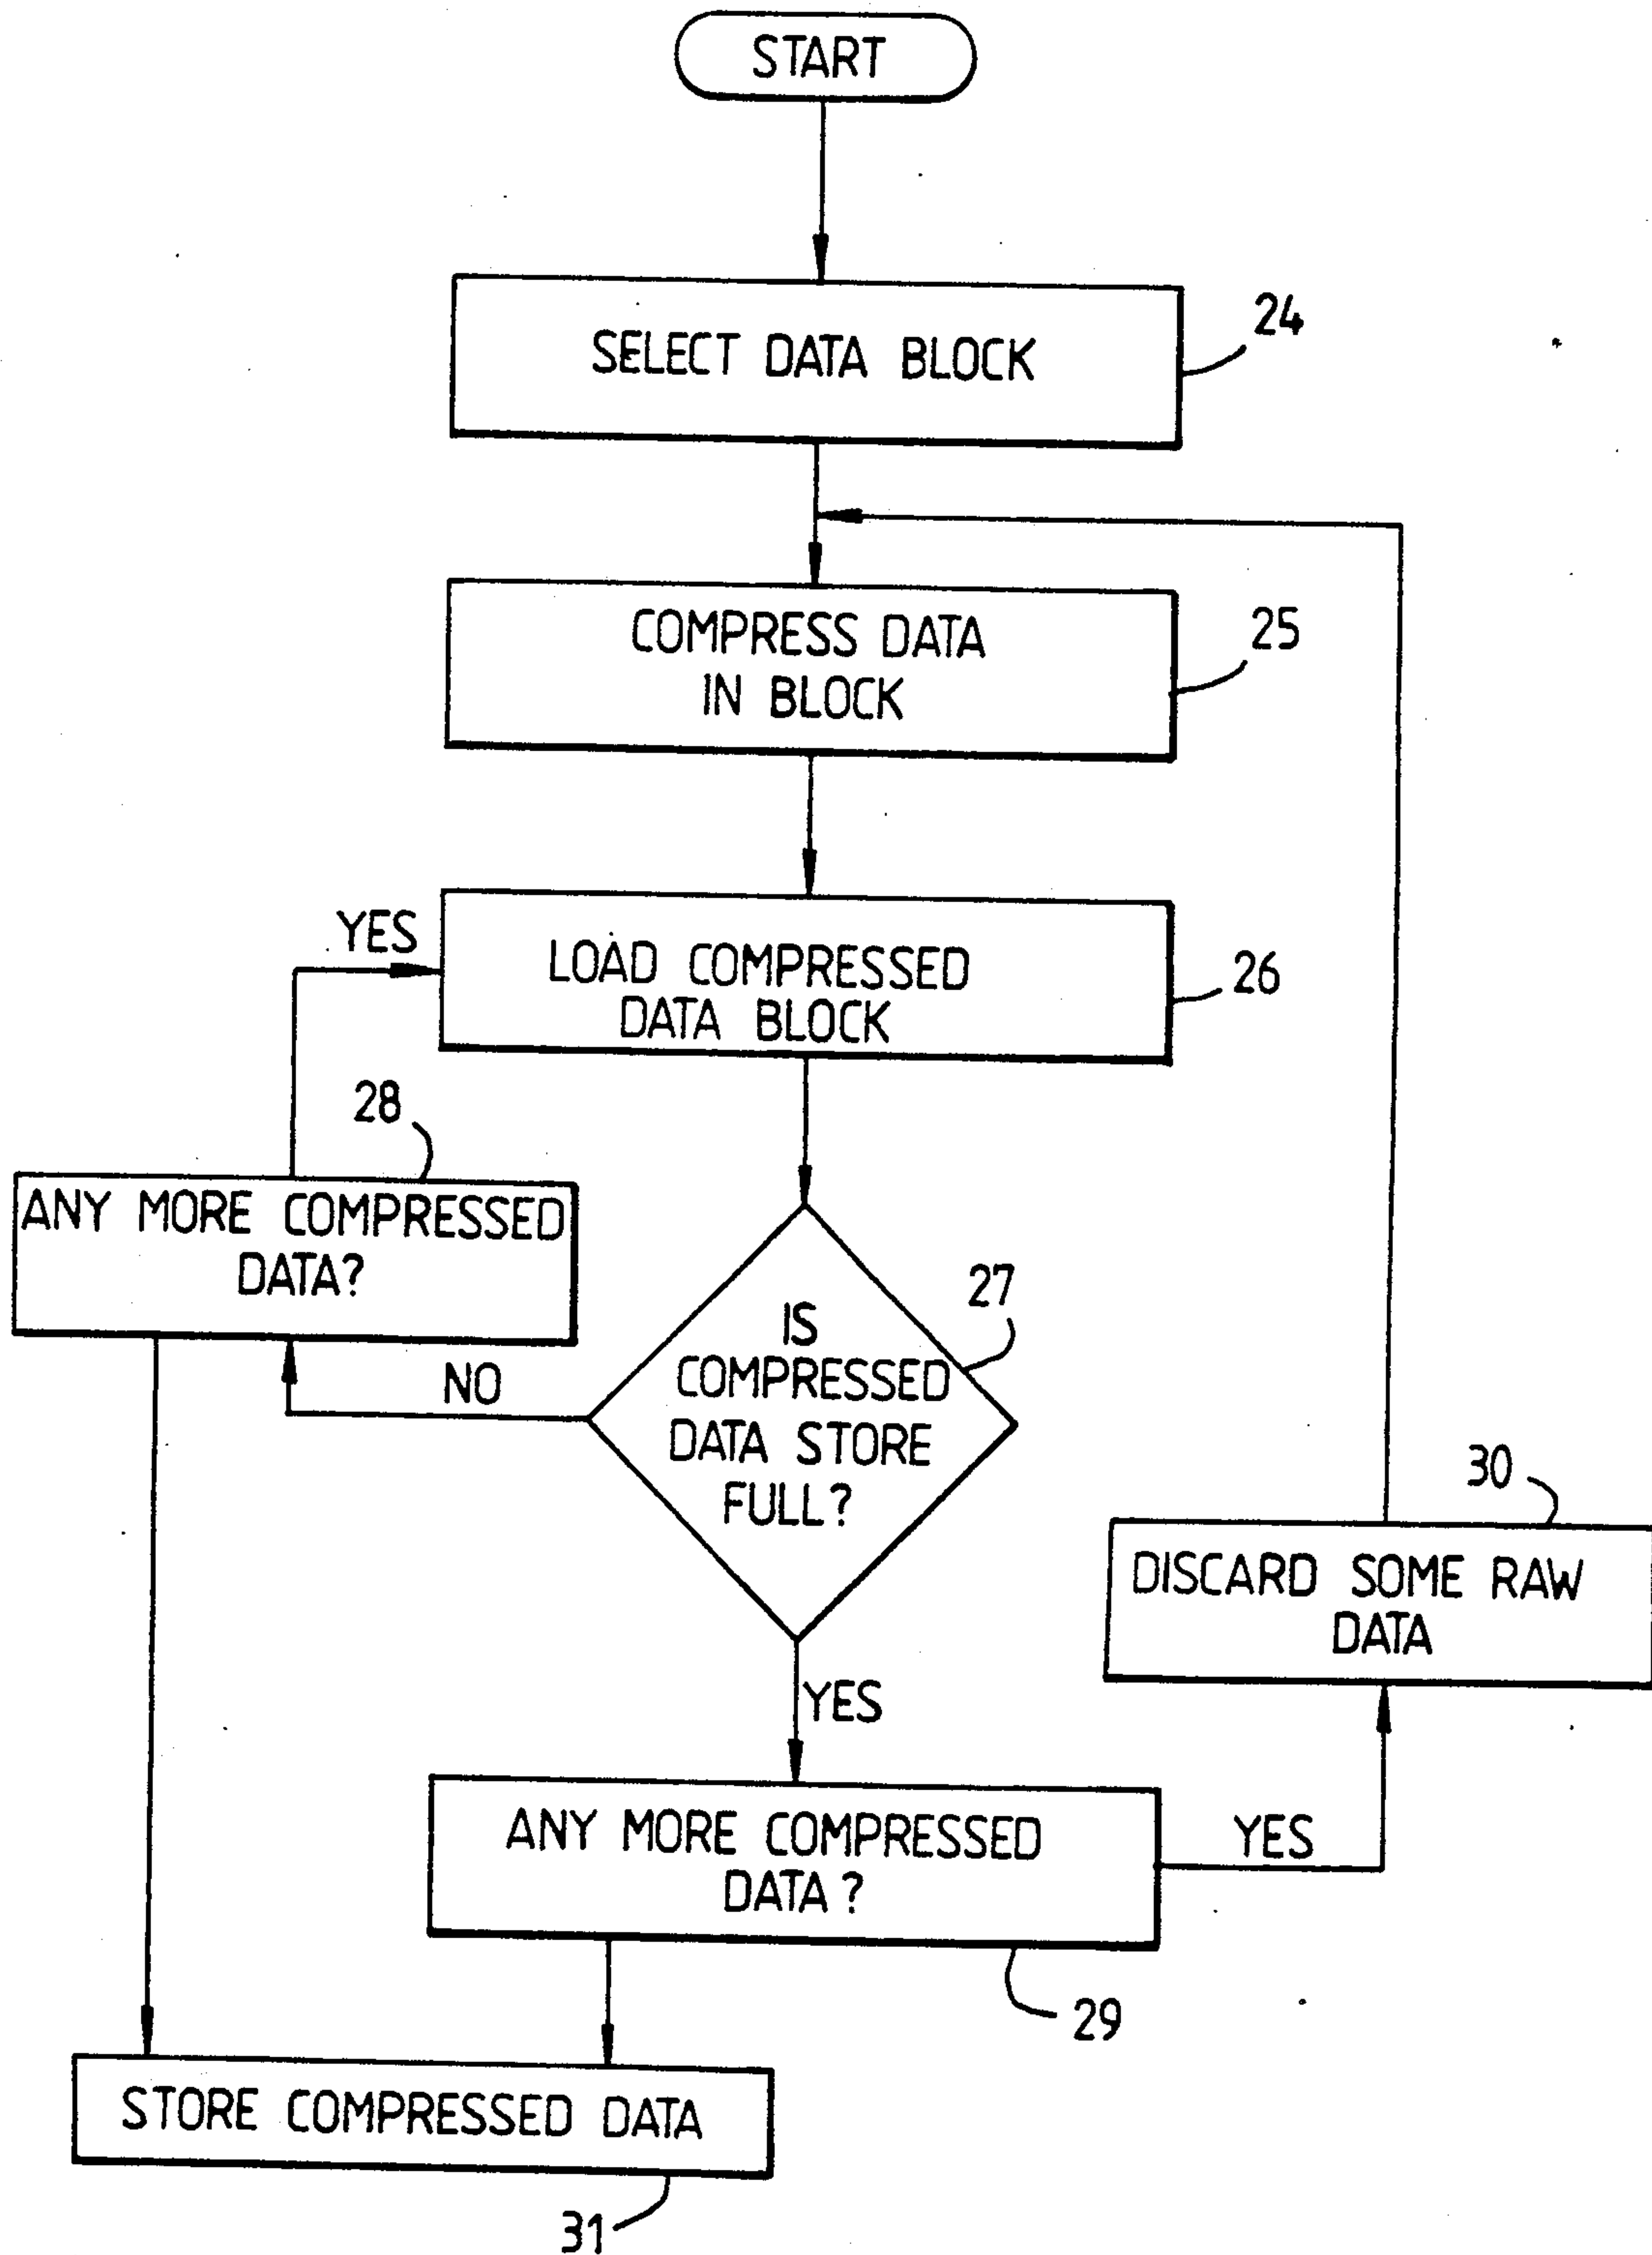 START
SELECT DATA BLOCK
24
COMPRESS DATA
IN BLOCK
25
YES
LOAD COMPRESSED
DATA BLOCK
26
28
ANY MORE COMPRESSED
DATA?
27
IS
COMPRESSED
DATA STORE
FULL?
NO
30
DISCARD SOME RAW
DATA
YES
ANY MORE COMPRESSED
DATA?
YES
29
STORE COMPRESSED DATA
31